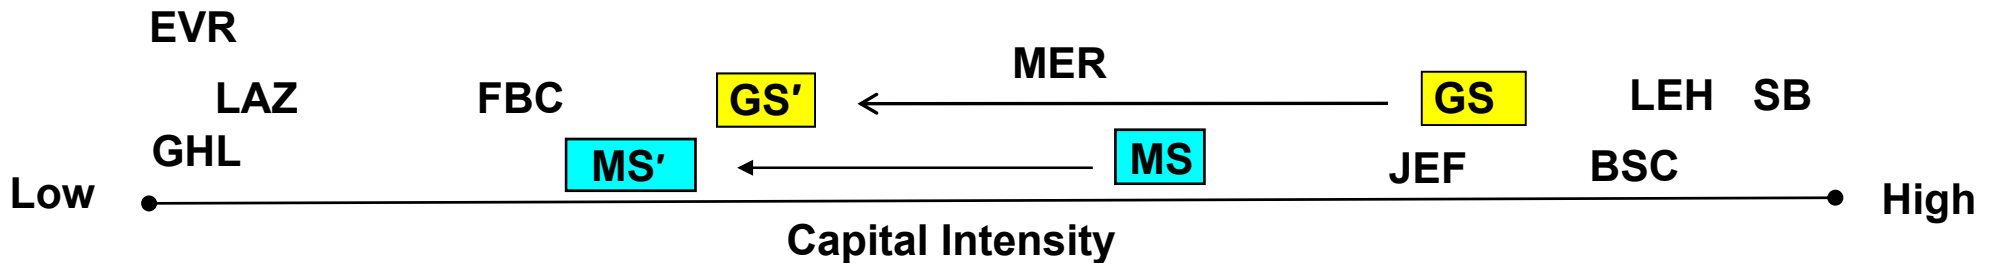 EVR
MER
LAZ FBC GS′ GS LEH SB
GHL MS′ MS JEF BSC
Low High
Capital Intensity